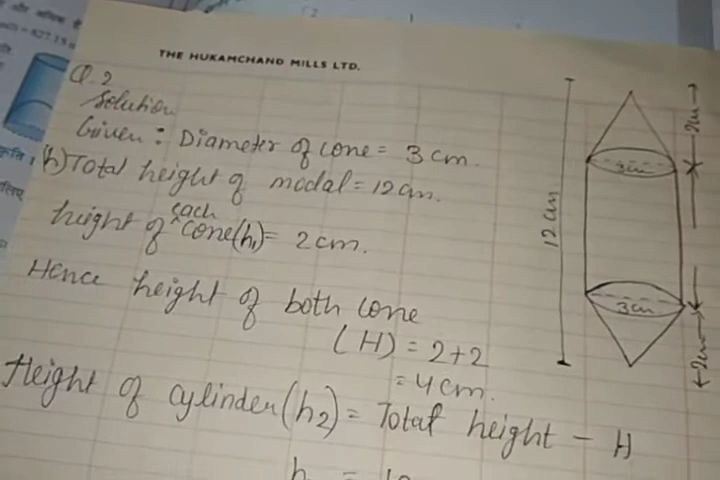 THE HUKAMCHAND MILLS LTD.
Q.2
Solution
Given : Diameter of cone = 3 cm.
(h) Total height of modal = 12 cm.
height of each cone (h₁) = 2 cm.
Hence height of both cone
(H) = 2+2
= 4 cm.
Height of cylinder (h₂) = Total height - H
h =
12 cm
3cm
3cm
2cm